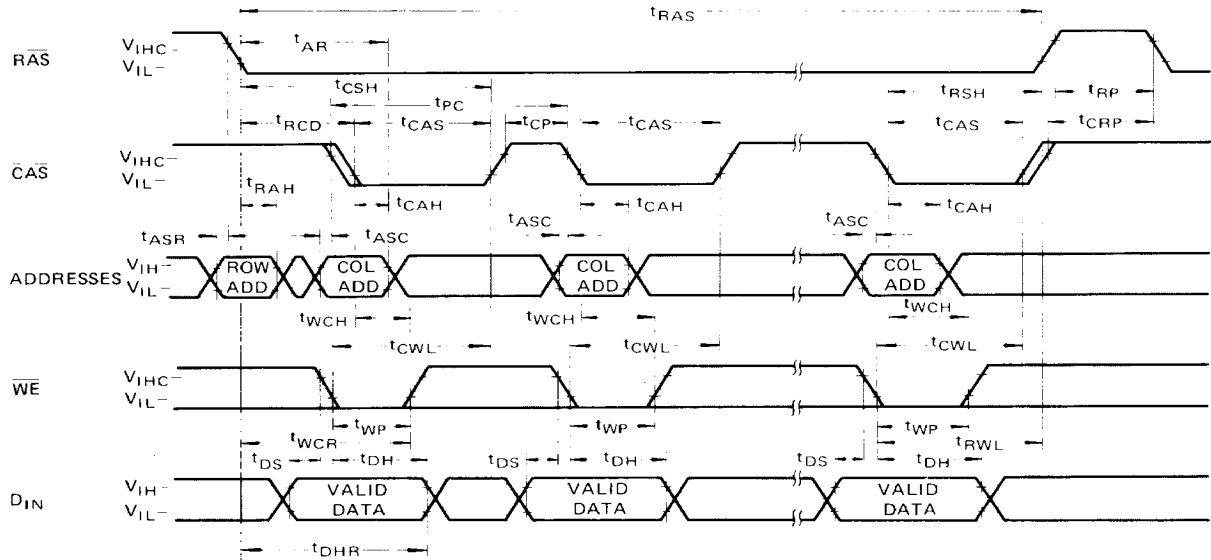 tRAS
tAR
RAS VIHC
VIL
tCSH
tPC
tRSH tRP
tRCD tCAS tCP tCAS tCAS tCRP
CAS VIHC
VIL
tRAH
tCAH tCAH tCAH
tASR tASC tASC tASC
ADDRESSES VIH
VIL
ROW ADD
COL ADD
COL ADD
COL ADD
tWCH tWCH tWCH
tCWL tCWL tCWL
WE VIHC
VIL
tWP tWP tWP
tWCR tRWL
tDS tDH tDS tDH tDS tDH
DIN VIH
VIL
VALID DATA
VALID DATA
VALID DATA
tDHR